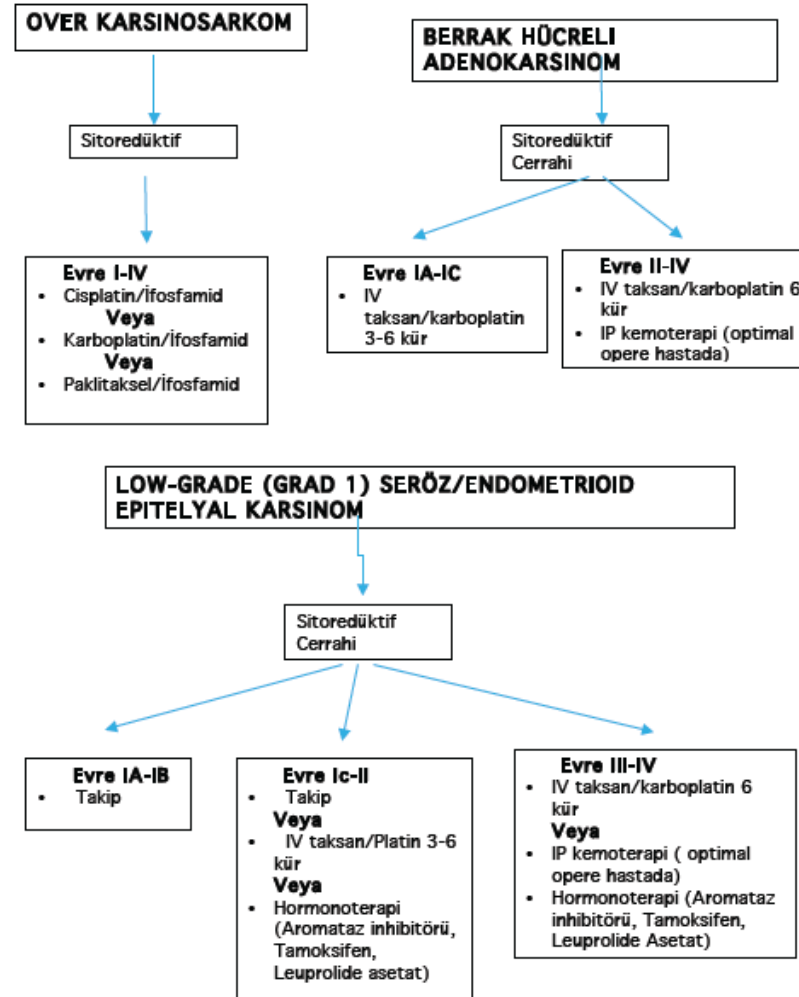 OVER KARSINOSARKOM
Sitoredüktif
Evre I-IV
• Cisplatin/İfosfamid
Veya
• Karboplatin/İfosfamid
Veya
• Paklitaksel/İfosfamid
BERRAK HÜCRELİ
ADENOKARSINOM
Sitoredüktif
Cerrahi
Evre IA-IC
• IV
taksan/karboplatin
3-6 kür
Evre II-IV
• IV taksan/karboplatin 6
kür
• IP kemoterapi (optimal
opere hastada)
LOW-GRADE (GRAD 1) SERÖZ/ENDOMETRIOID
EPITELYAL KARSINOM
Sitoredüktif
Cerrahi
Evre IA-IB
• Takip
Evre Ic-II
• Takip
Veya
• IV taksan/Platin 3-6
kür
Veya
• Hormonoterapi
(Aromataz inhibitörü,
Tamoksifen,
Leuprolide asetat)
Evre III-IV
• IV taksan/karboplatin 6
kür
Veya
• IP kemoterapi ( optimal
opere hastada)
• Hormonoterapi (Aromataz
inhibitörü, Tamoksifen,
Leuprolide Asetat)